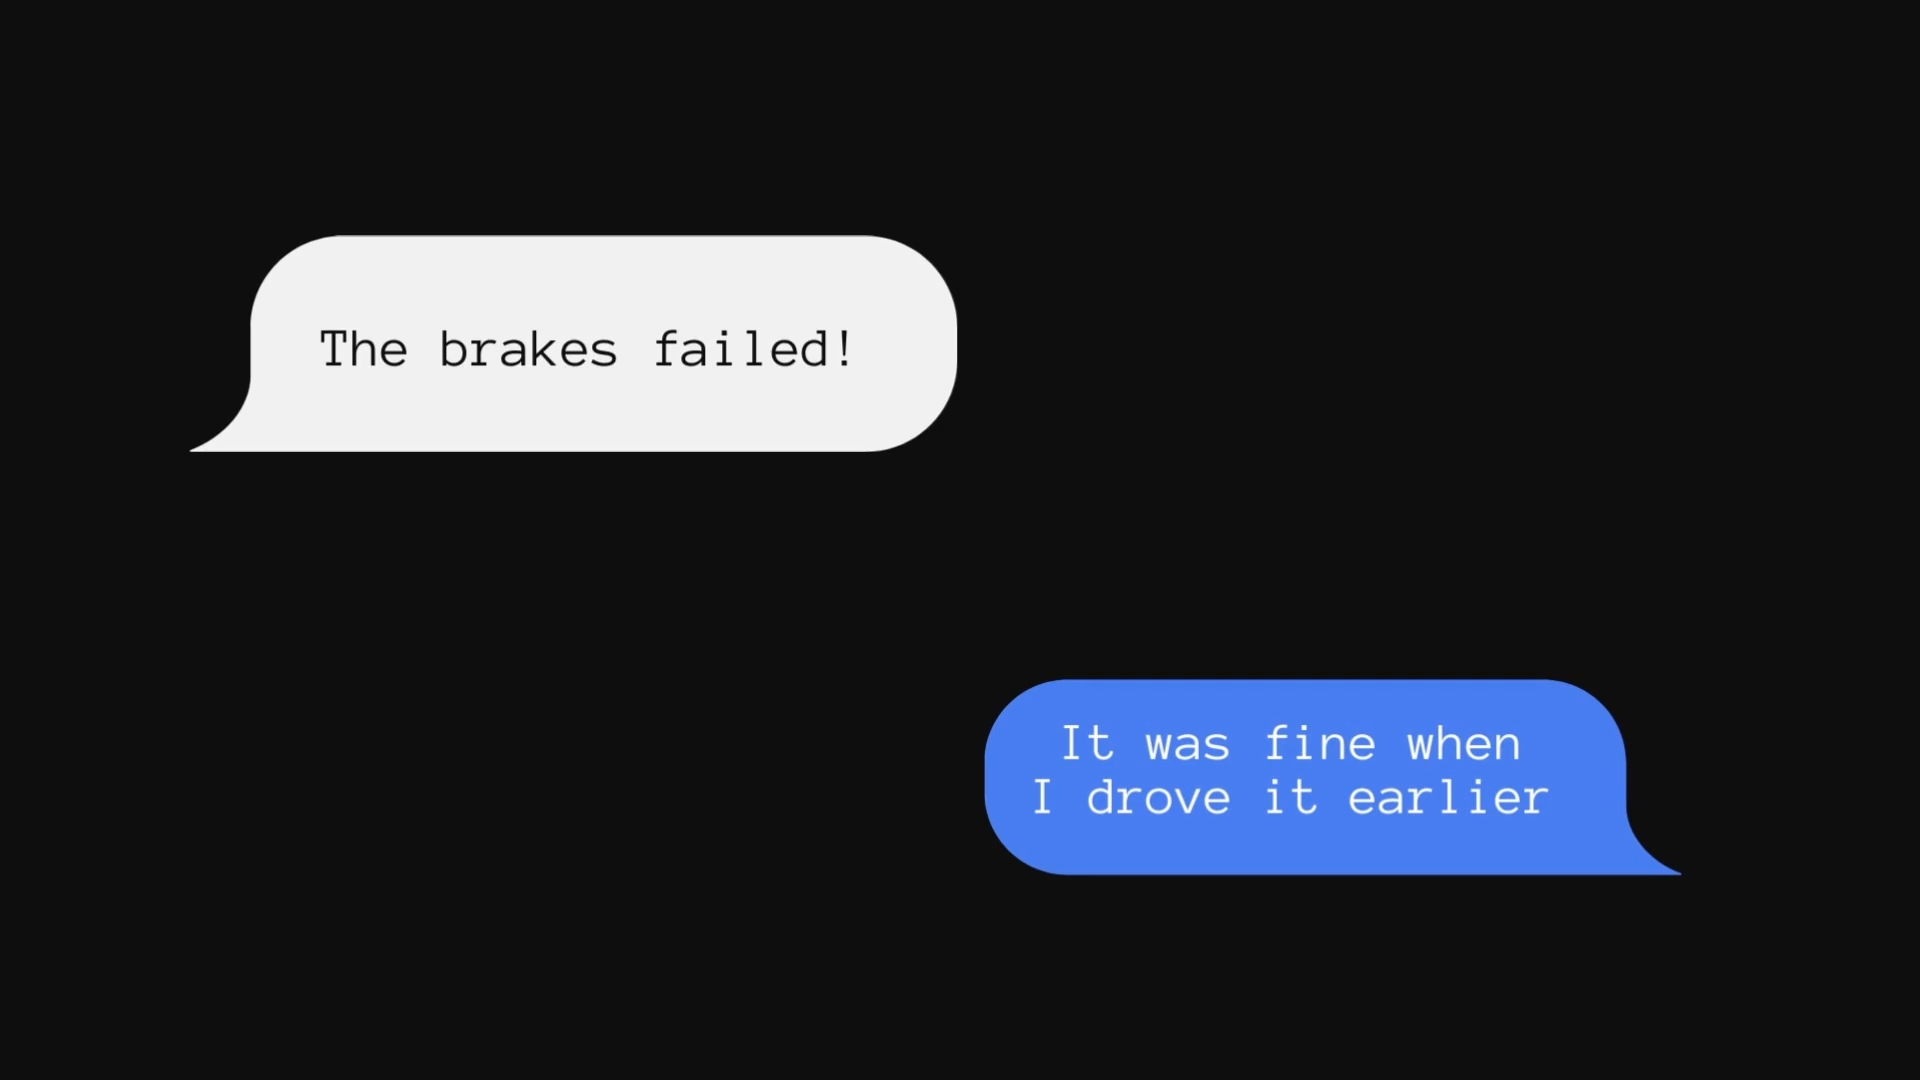 The brakes failed!
It was fine when
I drove it earlier